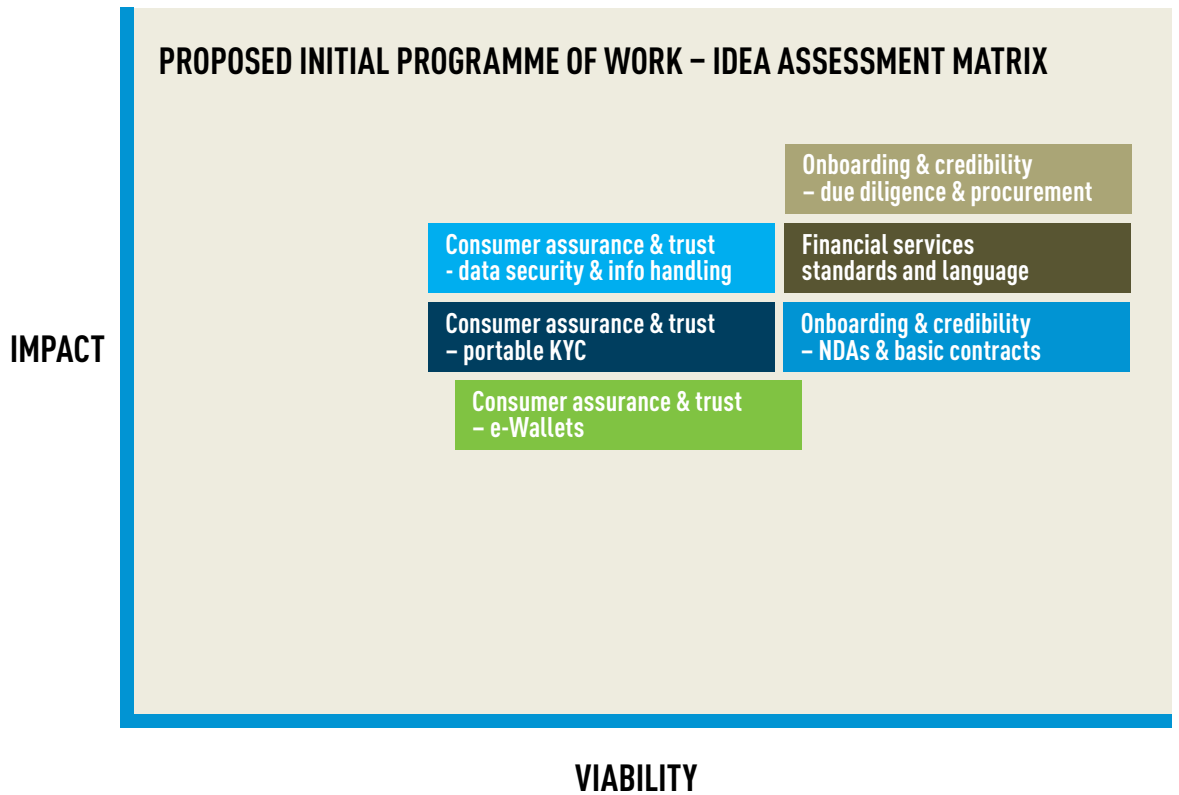 PROPOSED INITIAL PROGRAMME OF WORK – IDEA ASSESSMENT MATRIX
Onboarding & credibility
– due diligence & procurement
Consumer assurance & trust
- data security & info handling
Financial services
standards and language
Consumer assurance & trust
– portable KYC
Onboarding & credibility
– NDAs & basic contracts
Consumer assurance & trust
– e-Wallets
IMPACT
VIABILITY